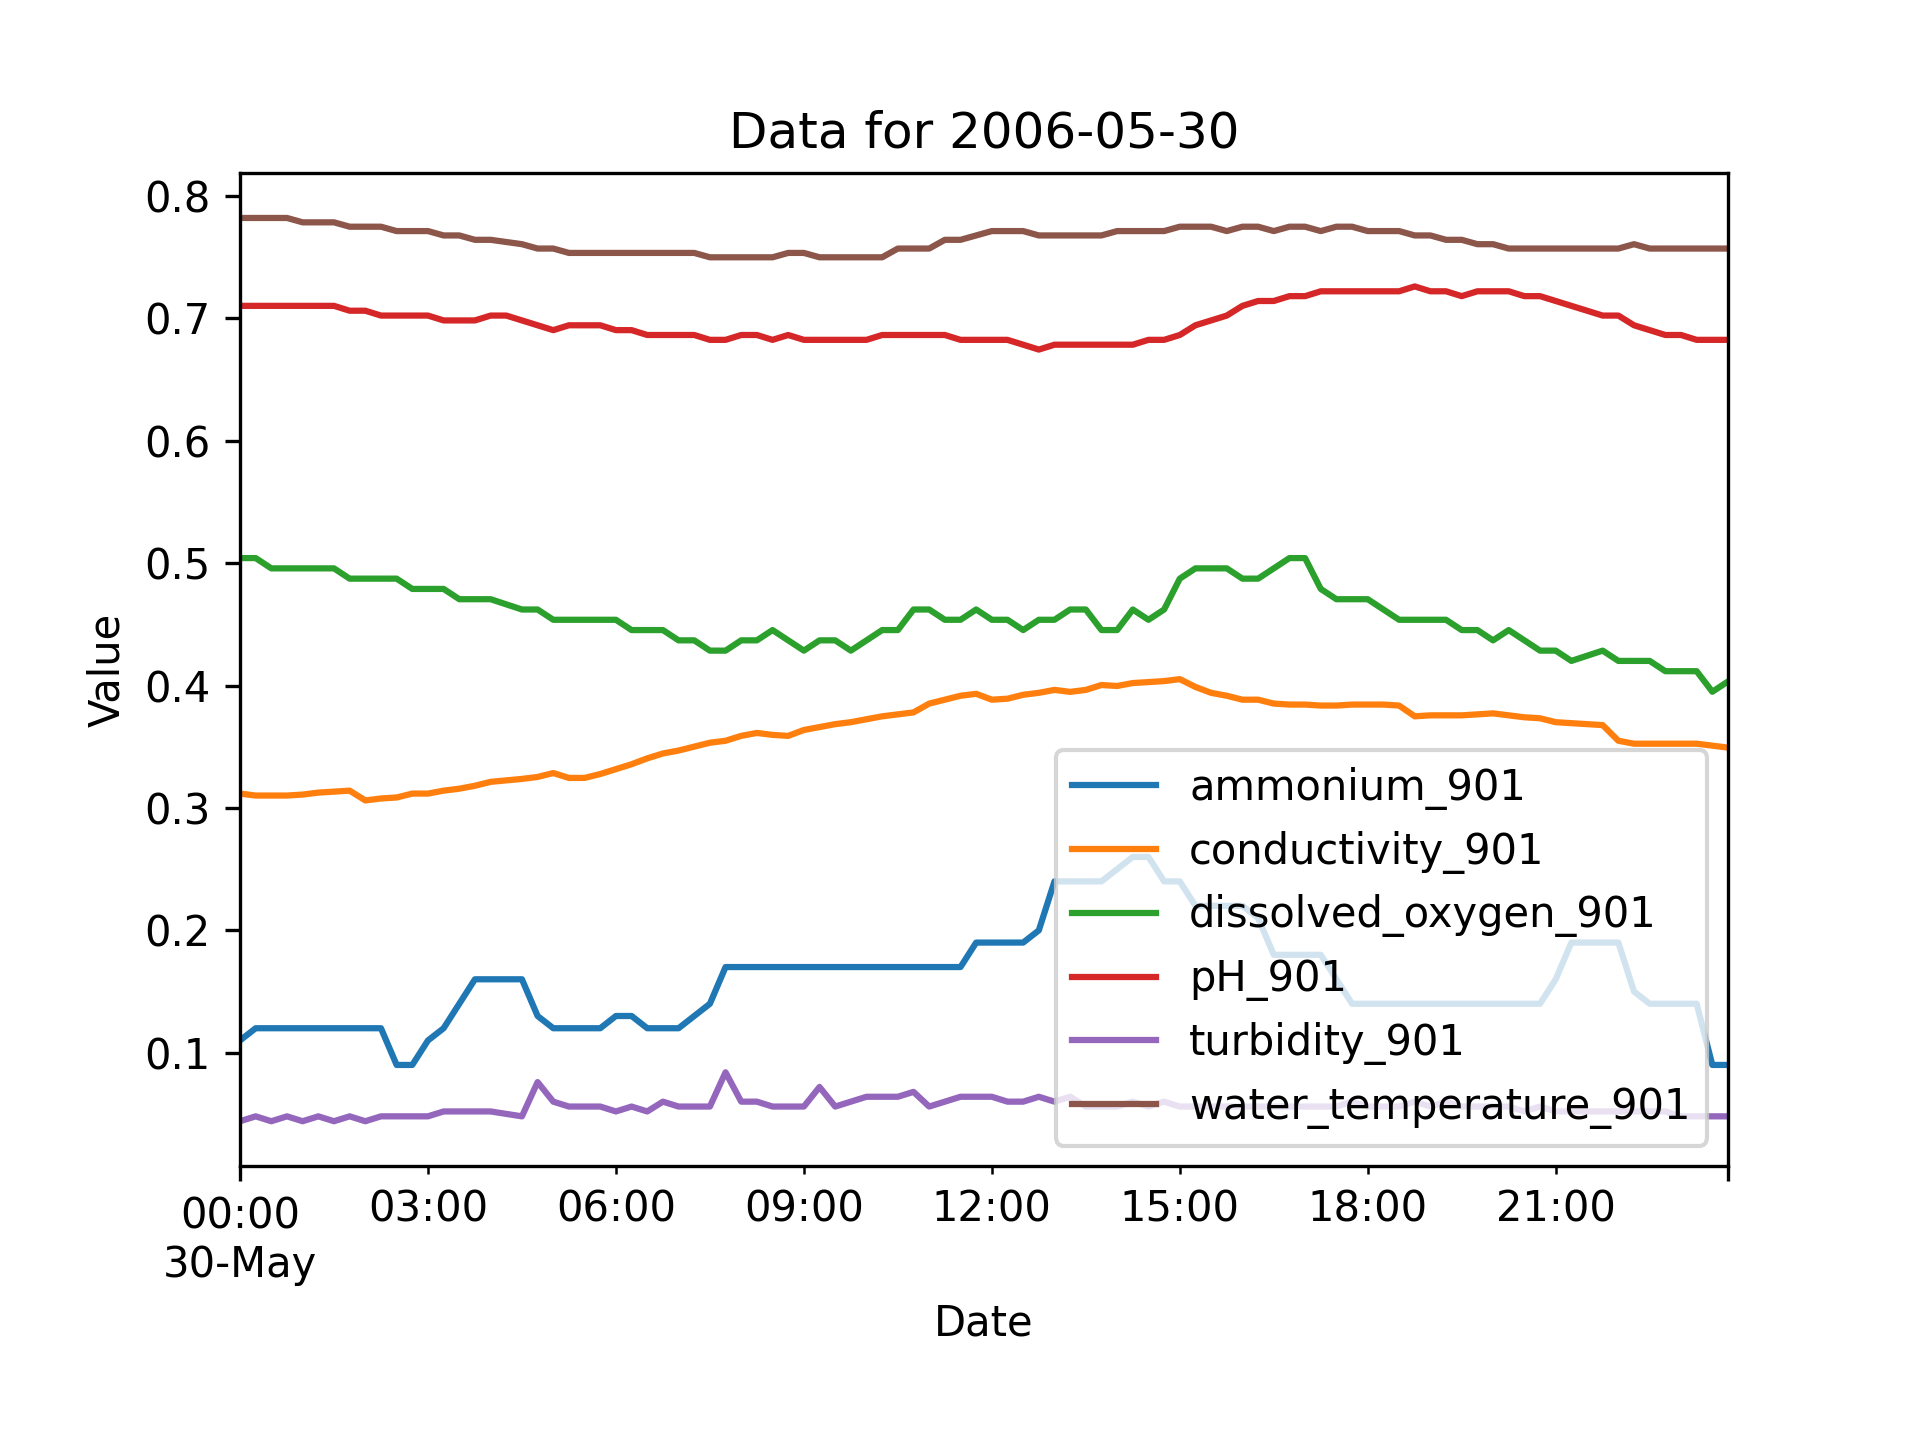 Data for 2006-05-30
0.8
0.7
0.6
0.5
0.4
0.3
0.2
0.1
Value
ammonium_901
conductivity_901
dissolved_oxygen_901
pH_901
turbidity_901
water_temperature_901
00:00 03:00 06:00 09:00 12:00 15:00 18:00 21:00
30-May
Date